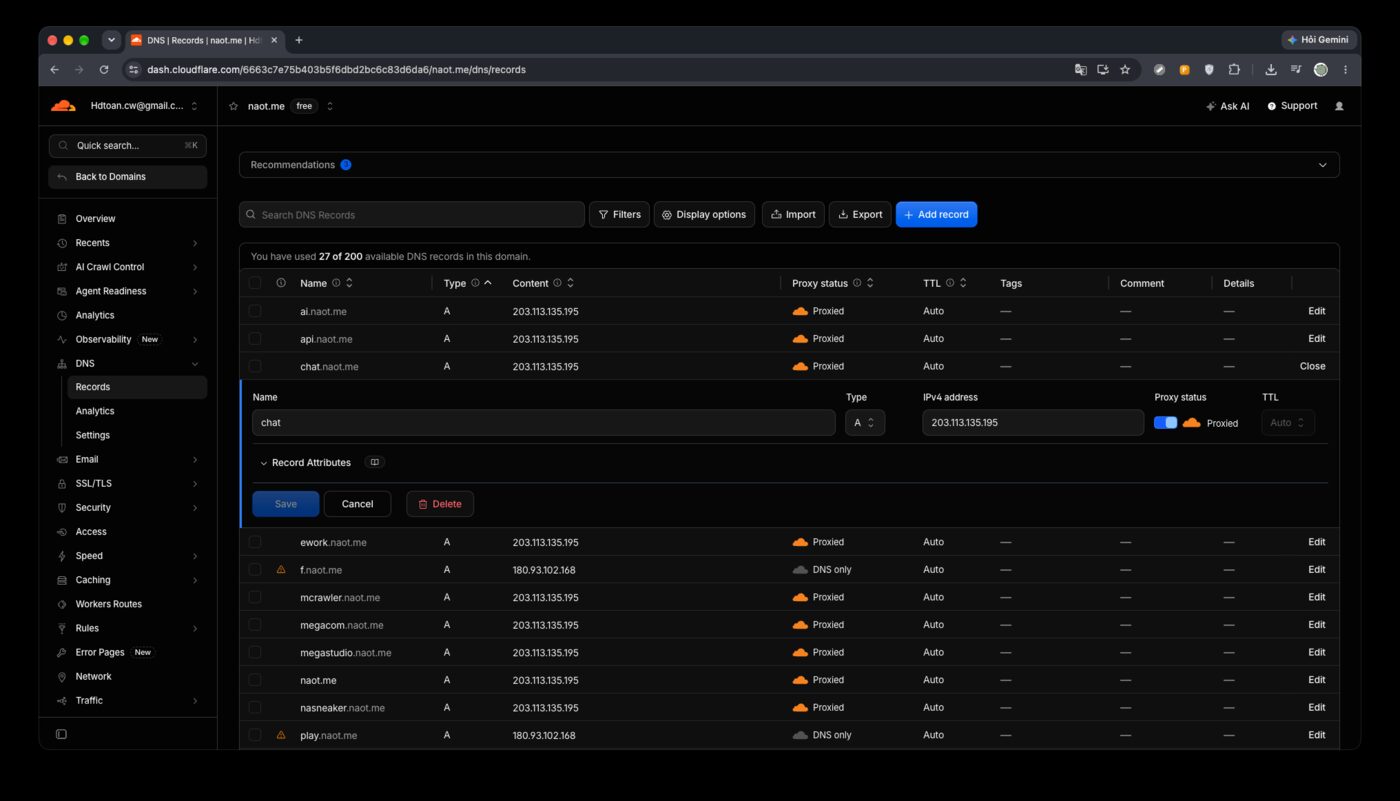 DNS | Records | naot.me | Hd
Hỏi Gemini
dash.cloudflare.com/6663c7e75b403b5f6dbd2bc6c83d6da6/naot.me/dns/records
Hdtoan.cw@gmail.c...
naot.me free
Ask AI
Support
Quick search...
⌘K
Back to Domains
Overview
Recents
AI Crawl Control
Agent Readiness
Analytics
Observability New
DNS
Records
Analytics
Settings
Email
SSL/TLS
Security
Access
Speed
Caching
Workers Routes
Rules
Error Pages New
Network
Traffic
Recommendations 3
Search DNS Records
Filters
Display options
Import
Export
+ Add record
You have used 27 of 200 available DNS records in this domain.
Name Type Content Proxy status TTL Tags Comment Details
ai.naot.me A 203.113.135.195 Proxied Auto — — — Edit
api.naot.me A 203.113.135.195 Proxied Auto — — — Edit
chat.naot.me A 203.113.135.195 Proxied Auto — — — Close
Name Type IPv4 address Proxy status TTL
chat A 203.113.135.195 Proxied Auto
Record Attributes
Save Cancel Delete
ework.naot.me A 203.113.135.195 Proxied Auto — — — Edit
f.naot.me A 180.93.102.168 DNS only Auto — — — Edit
mcrawler.naot.me A 203.113.135.195 Proxied Auto — — — Edit
megacom.naot.me A 203.113.135.195 Proxied Auto — — — Edit
megastudio.naot.me A 203.113.135.195 Proxied Auto — — — Edit
naot.me A 203.113.135.195 Proxied Auto — — — Edit
nasneaker.naot.me A 203.113.135.195 Proxied Auto — — — Edit
play.naot.me A 180.93.102.168 DNS only Auto — — — Edit